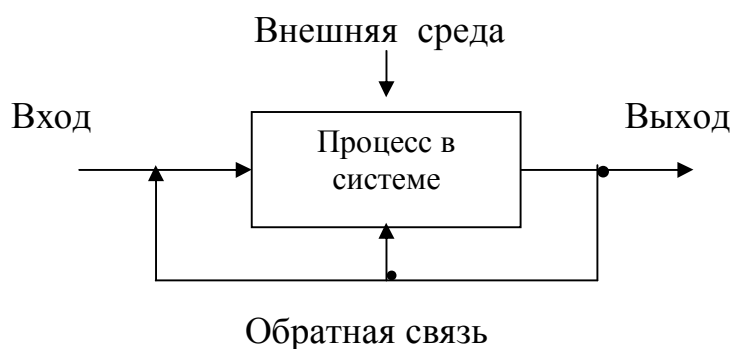 Внешняя среда
Вход
Выход
Процесс в
системе
Обратная связь